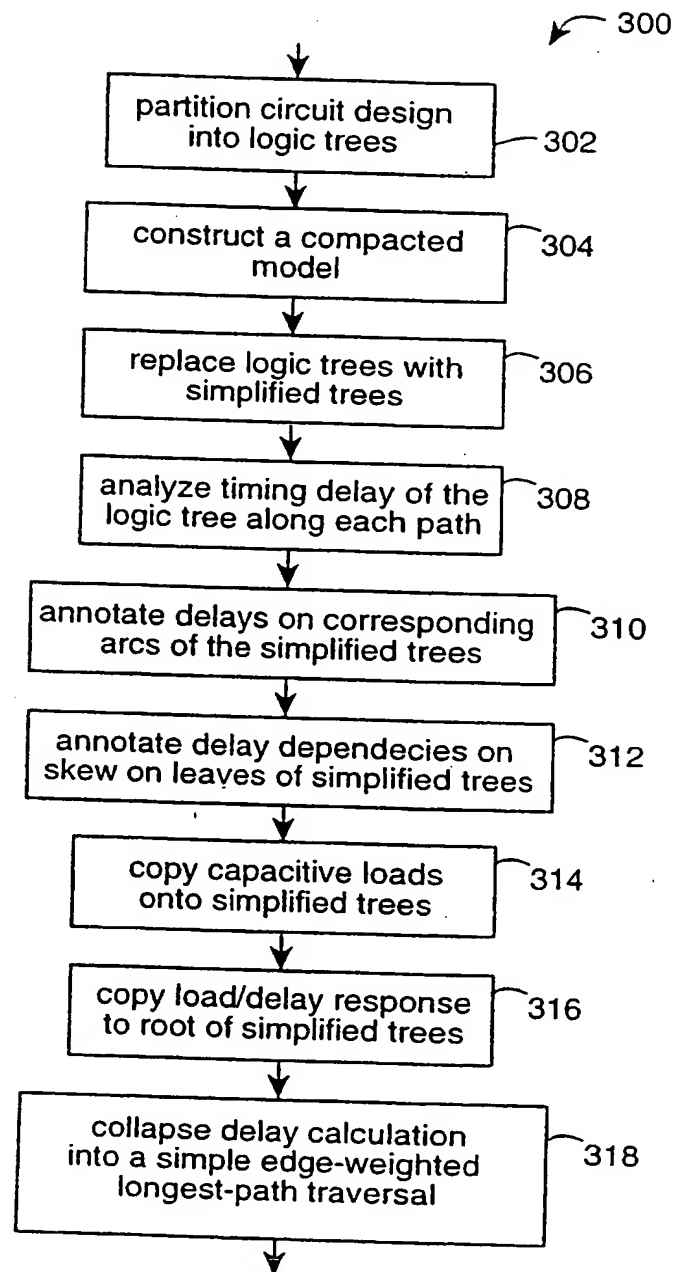 300
partition circuit design
into logic trees
302
construct a compacted
model
304
replace logic trees with
simplified trees
306
analyze timing delay of the
logic tree along each path
308
annotate delays on corresponding
arcs of the simplified trees
310
annotate delay dependecies on
skew on leaves of simplified trees
312
copy capacitive loads
onto simplified trees
314
copy load/delay response
to root of simplified trees
316
collapse delay calculation
into a simple edge-weighted
longest-path traversal
318